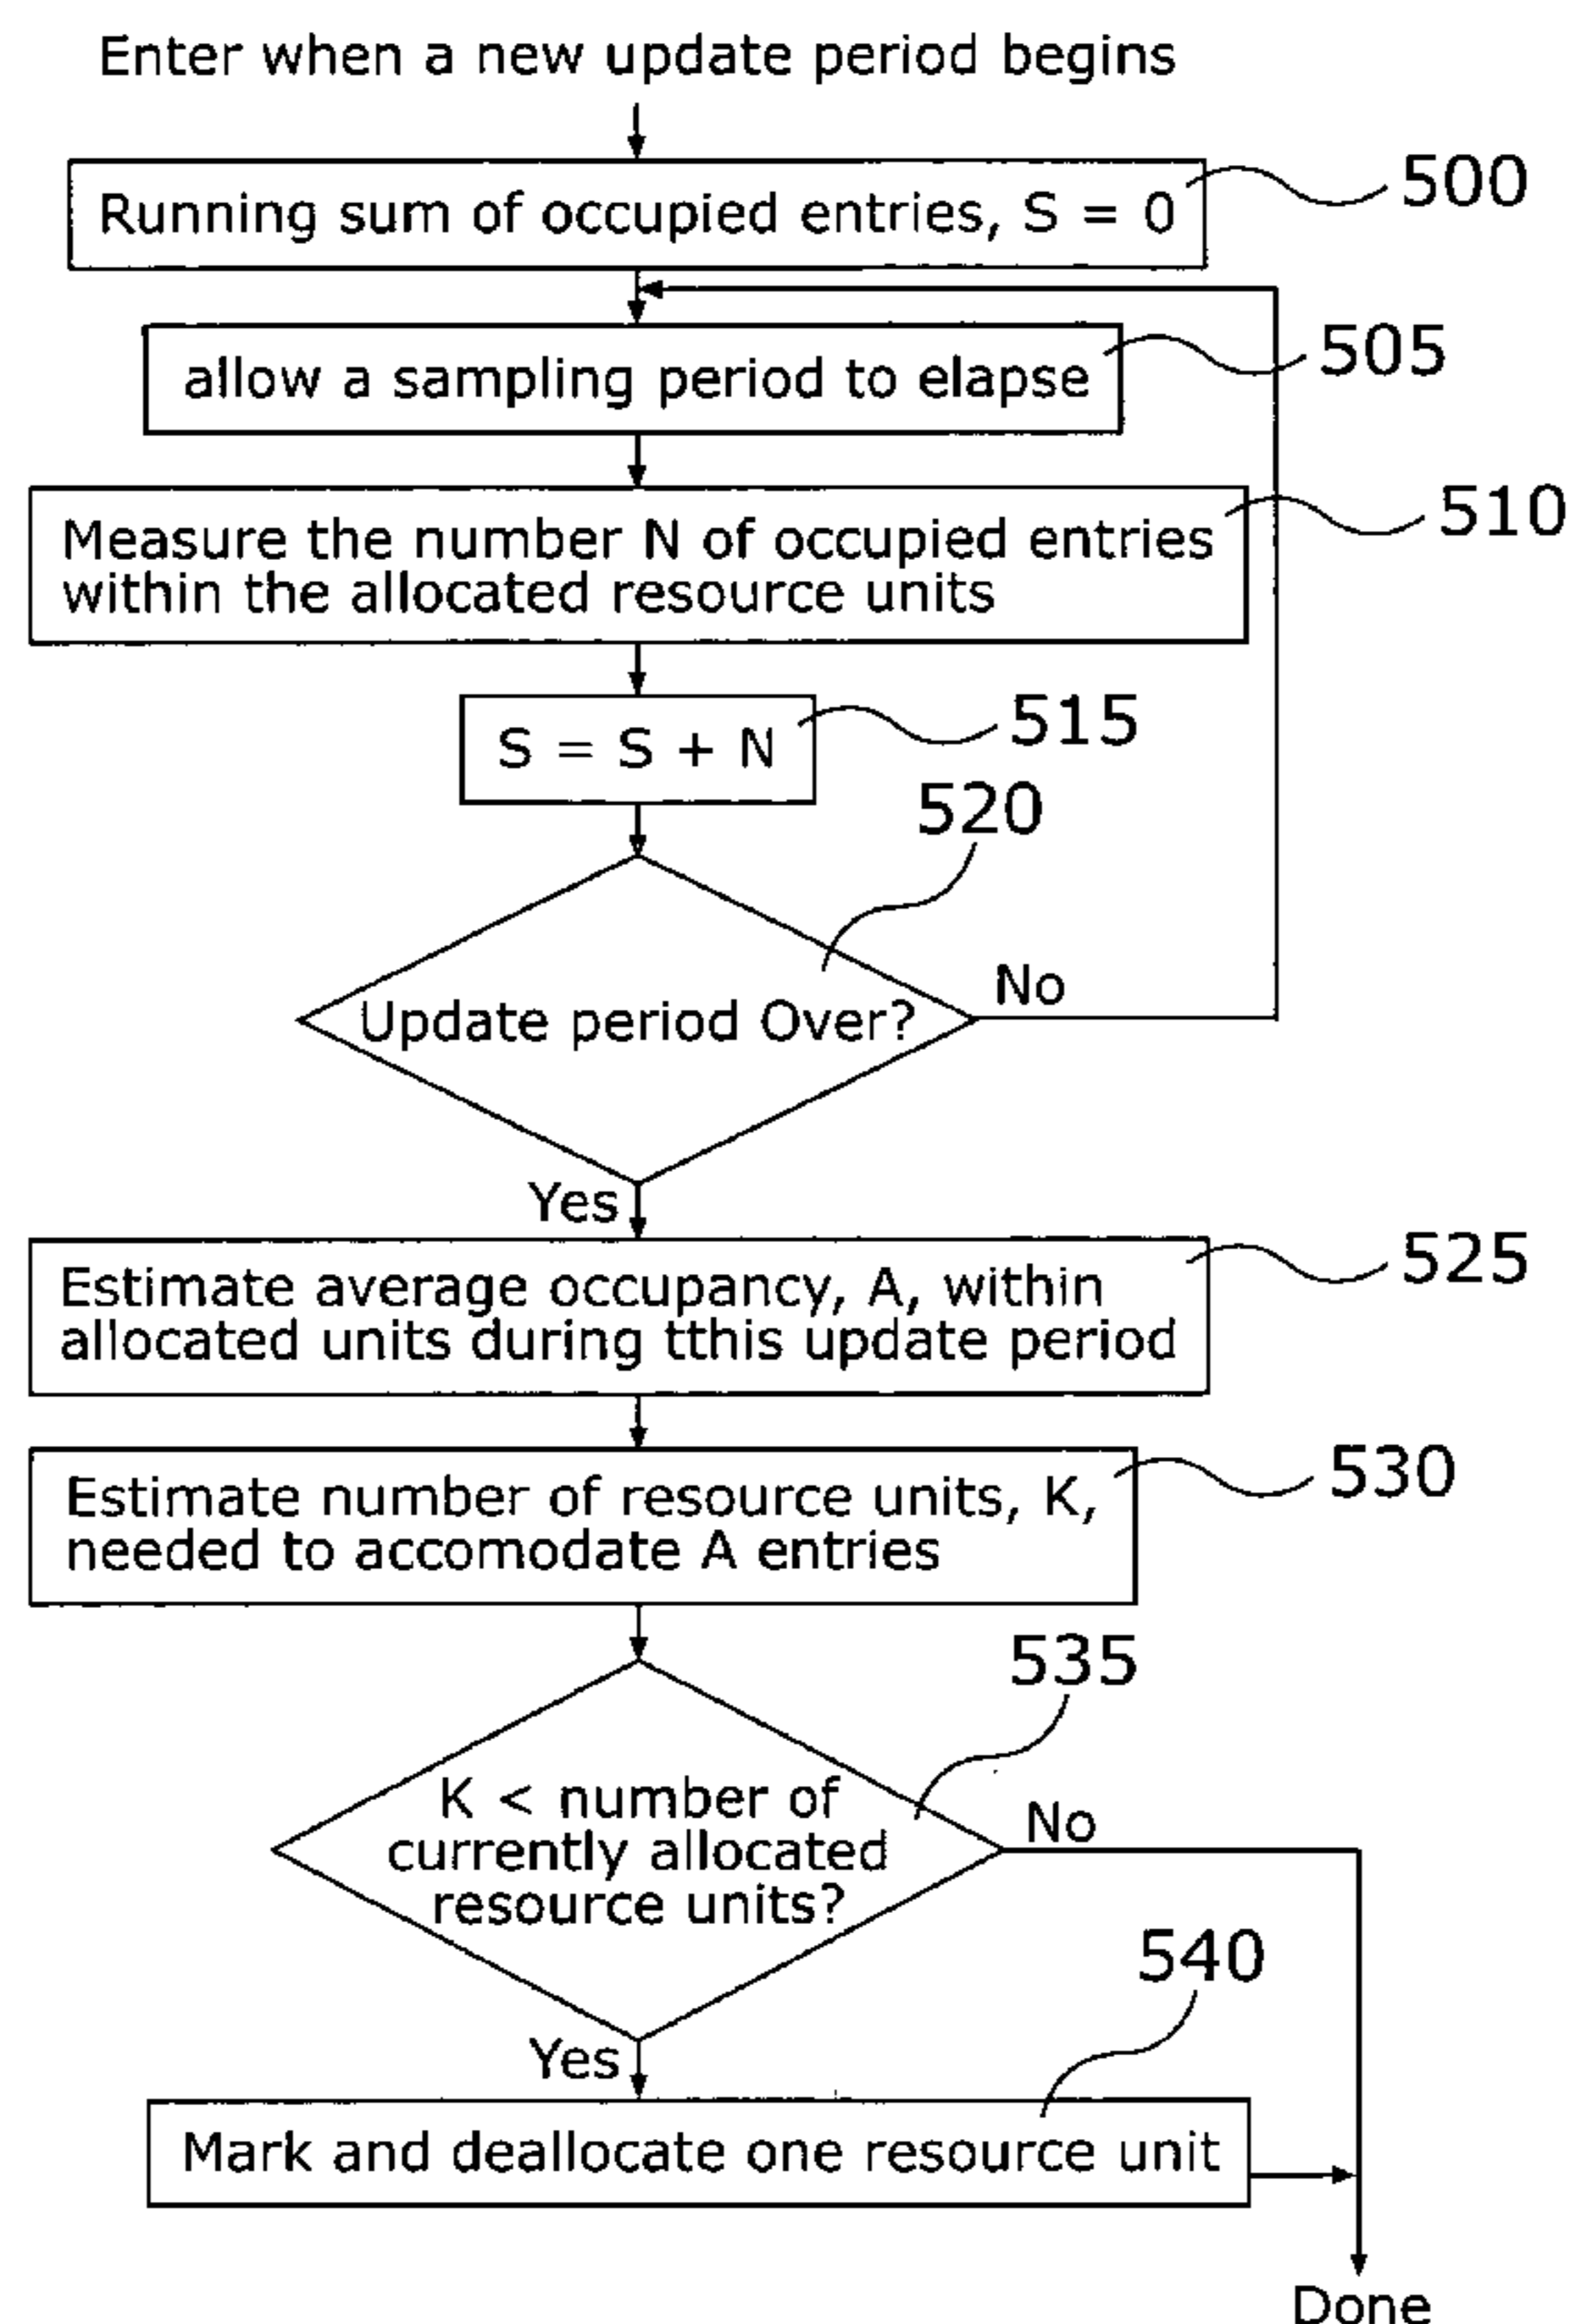 Enter when a new update period begins
Running sum of occupied entries, S = 0
500
allow a sampling period to elapse
505
Measure the number N of occupied entries
within the allocated resource units
510
S = S + N
515
520
Update period Over?
No
Yes
Estimate average occupancy, A, within
allocated units during tthis update period
525
Estimate number of resource units, K,
needed to accomodate A entries
530
535
K < number of
currently allocated
resource units?
No
Yes
540
Mark and deallocate one resource unit
Done